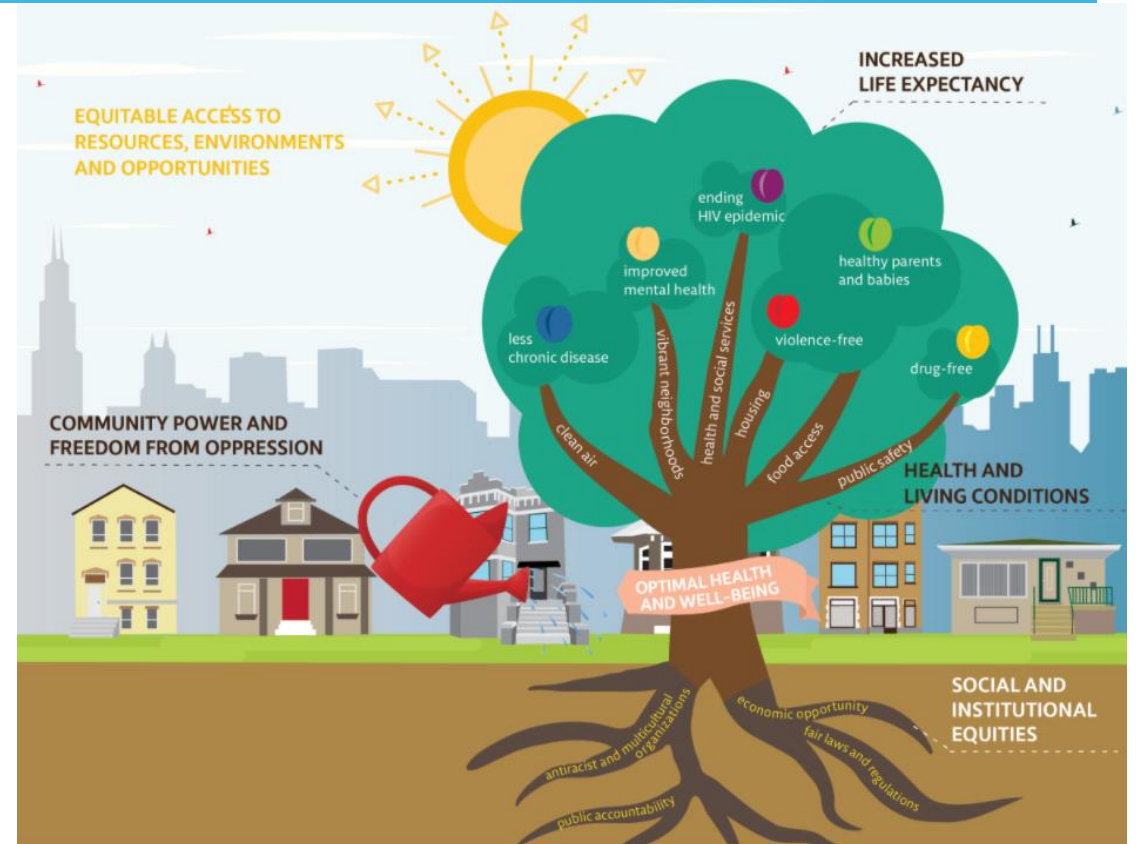 INCREASED
LIFE EXPECTANCY
EQUITABLE ACCESS TO
RESOURCES, ENVIRONMENTS
AND OPPORTUNITIES
ending
HIV epidemic
improved
mental health
healthy parents
and babies
less
chronic disease
violence-free
drug-free
clean air
vibrant neighborhoods
health and social services
housing
food access
public safety
COMMUNITY POWER AND
FREEDOM FROM OPPRESSION
HEALTH AND
LIVING CONDITIONS
OPTIMAL HEALTH
AND WELL-BEING
SOCIAL AND
INSTITUTIONAL
EQUITIES
antiracist and multicultural
organizations
public accountability
economic opportunity
fair laws and regulations